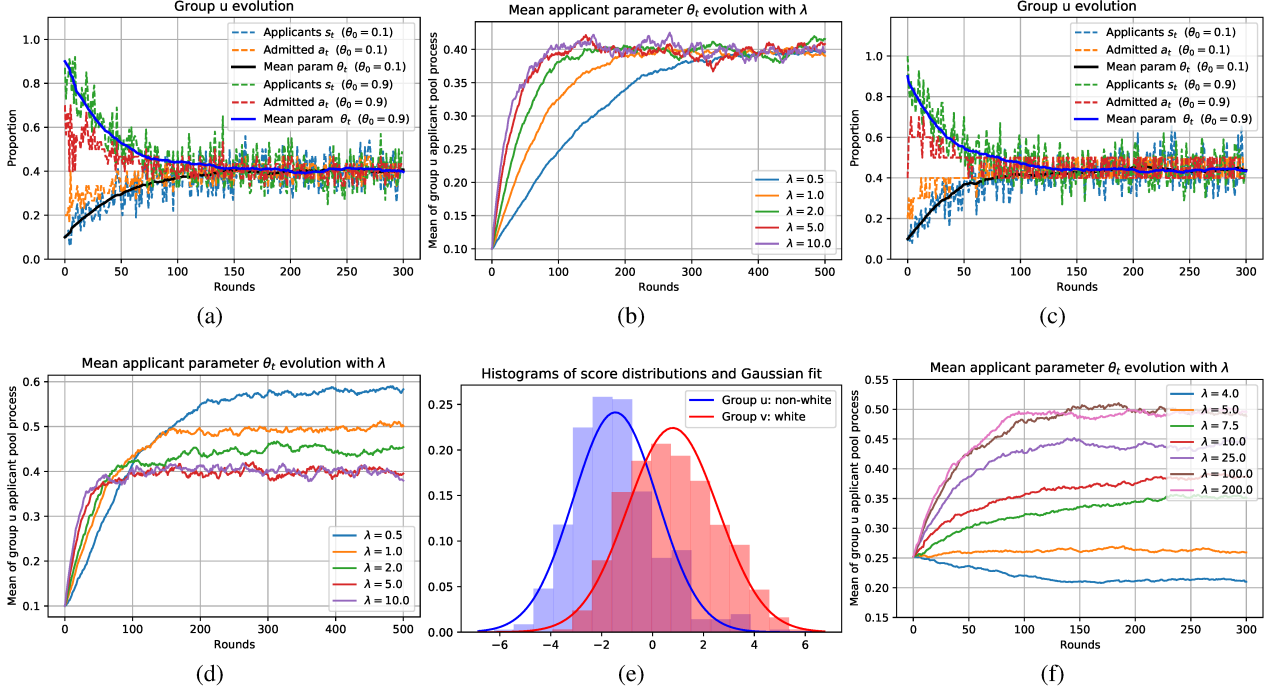 Group u evolution
1.0
0.8
0.6
0.4
0.2
0.0
Proportion
0
50
100
150
200
250
300
Rounds
Applicants s_t (θ_0 = 0.1)
Admitted a_t (θ_0 = 0.1)
Mean param θ_t (θ_0 = 0.1)
Applicants s_t (θ_0 = 0.9)
Admitted a_t (θ_0 = 0.9)
Mean param θ_t (θ_0 = 0.9)
(a)
Mean applicant parameter θ_t evolution with λ
0.40
0.35
0.30
0.25
0.20
0.15
0.10
Mean of group u applicant pool process
0
100
200
300
400
500
Rounds
λ = 0.5
λ = 1.0
λ = 2.0
λ = 5.0
λ = 10.0
(b)
Group u evolution
1.0
0.8
0.6
0.4
0.2
0.0
Proportion
0
50
100
150
200
250
300
Rounds
Applicants s_t (θ_0 = 0.1)
Admitted a_t (θ_0 = 0.1)
Mean param θ_t (θ_0 = 0.1)
Applicants s_t (θ_0 = 0.9)
Admitted a_t (θ_0 = 0.9)
Mean param θ_t (θ_0 = 0.9)
(c)
Mean applicant parameter θ_t evolution with λ
0.6
0.5
0.4
0.3
0.2
0.1
Mean of group u applicant pool process
0
100
200
300
400
500
Rounds
λ = 0.5
λ = 1.0
λ = 2.0
λ = 5.0
λ = 10.0
(d)
Histograms of score distributions and Gaussian fit
0.25
0.20
0.15
0.10
0.05
0.00
−6
−4
−2
0
2
4
6
Group u: non-white
Group v: white
(e)
Mean applicant parameter θ_t evolution with λ
0.55
0.50
0.45
0.40
0.35
0.30
0.25
0.20
0.15
Mean of group u applicant pool process
0
50
100
150
200
250
300
Rounds
λ = 4.0
λ = 5.0
λ = 7.5
λ = 10.0
λ = 25.0
λ = 100.0
λ = 200.0
(f)